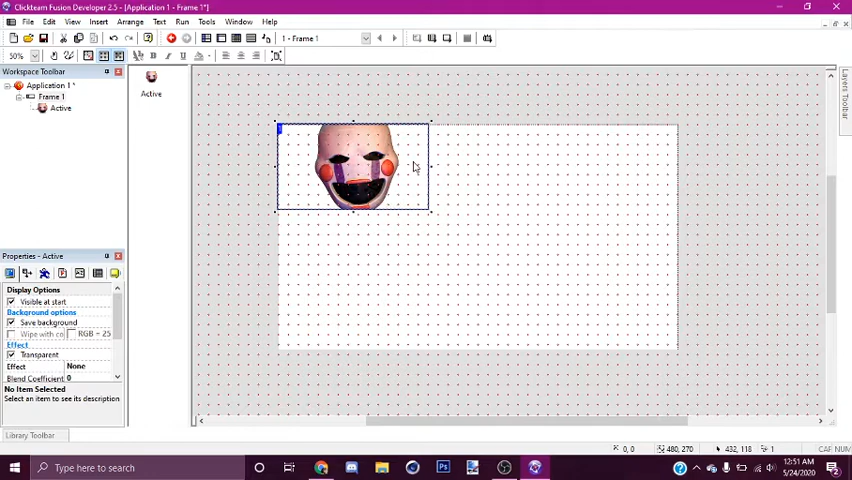 Clickteam Fusion Developer 2.5 - [Application 1 - Frame 1*]
File Edit View Insert Arrange Text Run Tools Window Help
1 - Frame 1
50%
Workspace Toolbar
Application 1 *
Frame 1
Active
Active
Layers Toolbar
Properties - Active
Display Options
Visible at start
Background options
Save background
Wipe with co RGB = 25
Effect
Transparent
Effect None
Blend Coefficient 0
No Item Selected
Select an item to see its description
Library Toolbar
0, 0 480, 270 432, 118 1 CAP NUM
Type here to search
12:51 AM
5/24/2020